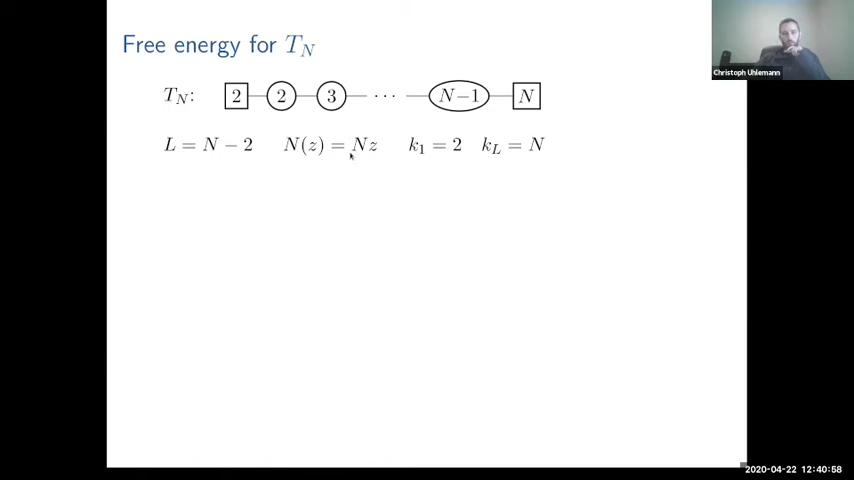 Christoph Uhlemann
Free energy for T_N
T_N: 2 2 3 ... N−1 N
L = N − 2 N(z) = Nz k_1 = 2 k_L = N
2020-04-22 12:40:58